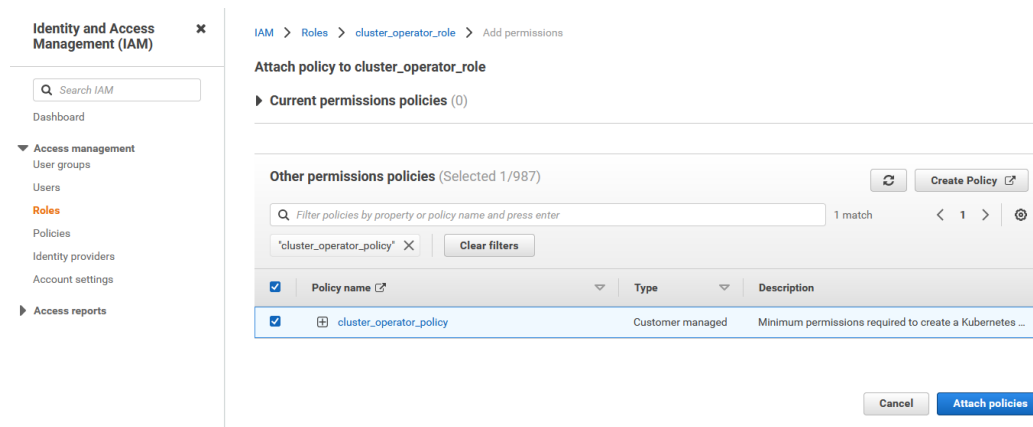 Identity and Access
Management (IAM)
Search IAM
Dashboard
Access management
User groups
Users
Roles
Policies
Identity providers
Account settings
Access reports
IAM > Roles > cluster_operator_role > Add permissions
Attach policy to cluster_operator_role
Current permissions policies (0)
Other permissions policies (Selected 1/987)
Create Policy
Filter policies by property or policy name and press enter
1 match
< 1 >
"cluster_operator_policy"
Clear filters
Policy name Type Description
cluster_operator_policy Customer managed Minimum permissions required to create a Kubernetes ...
Cancel Attach policies